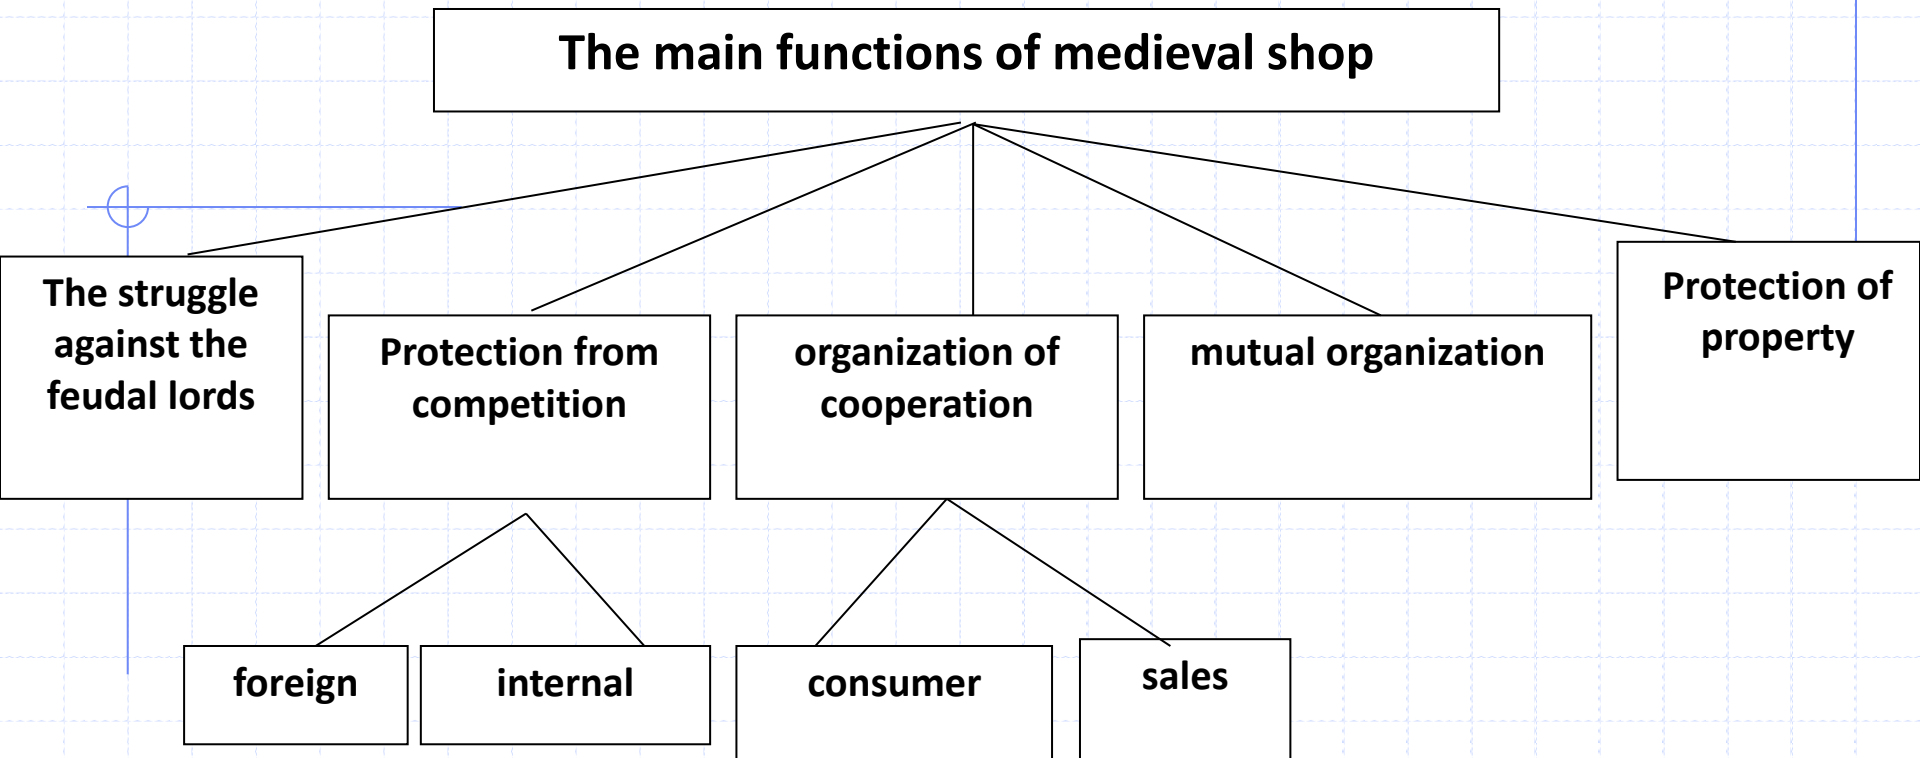 The main functions of medieval shop
The struggle
against the
feudal lords
Protection from
competition
organization of
cooperation
mutual organization
Protection of
property
foreign
internal
consumer
sales